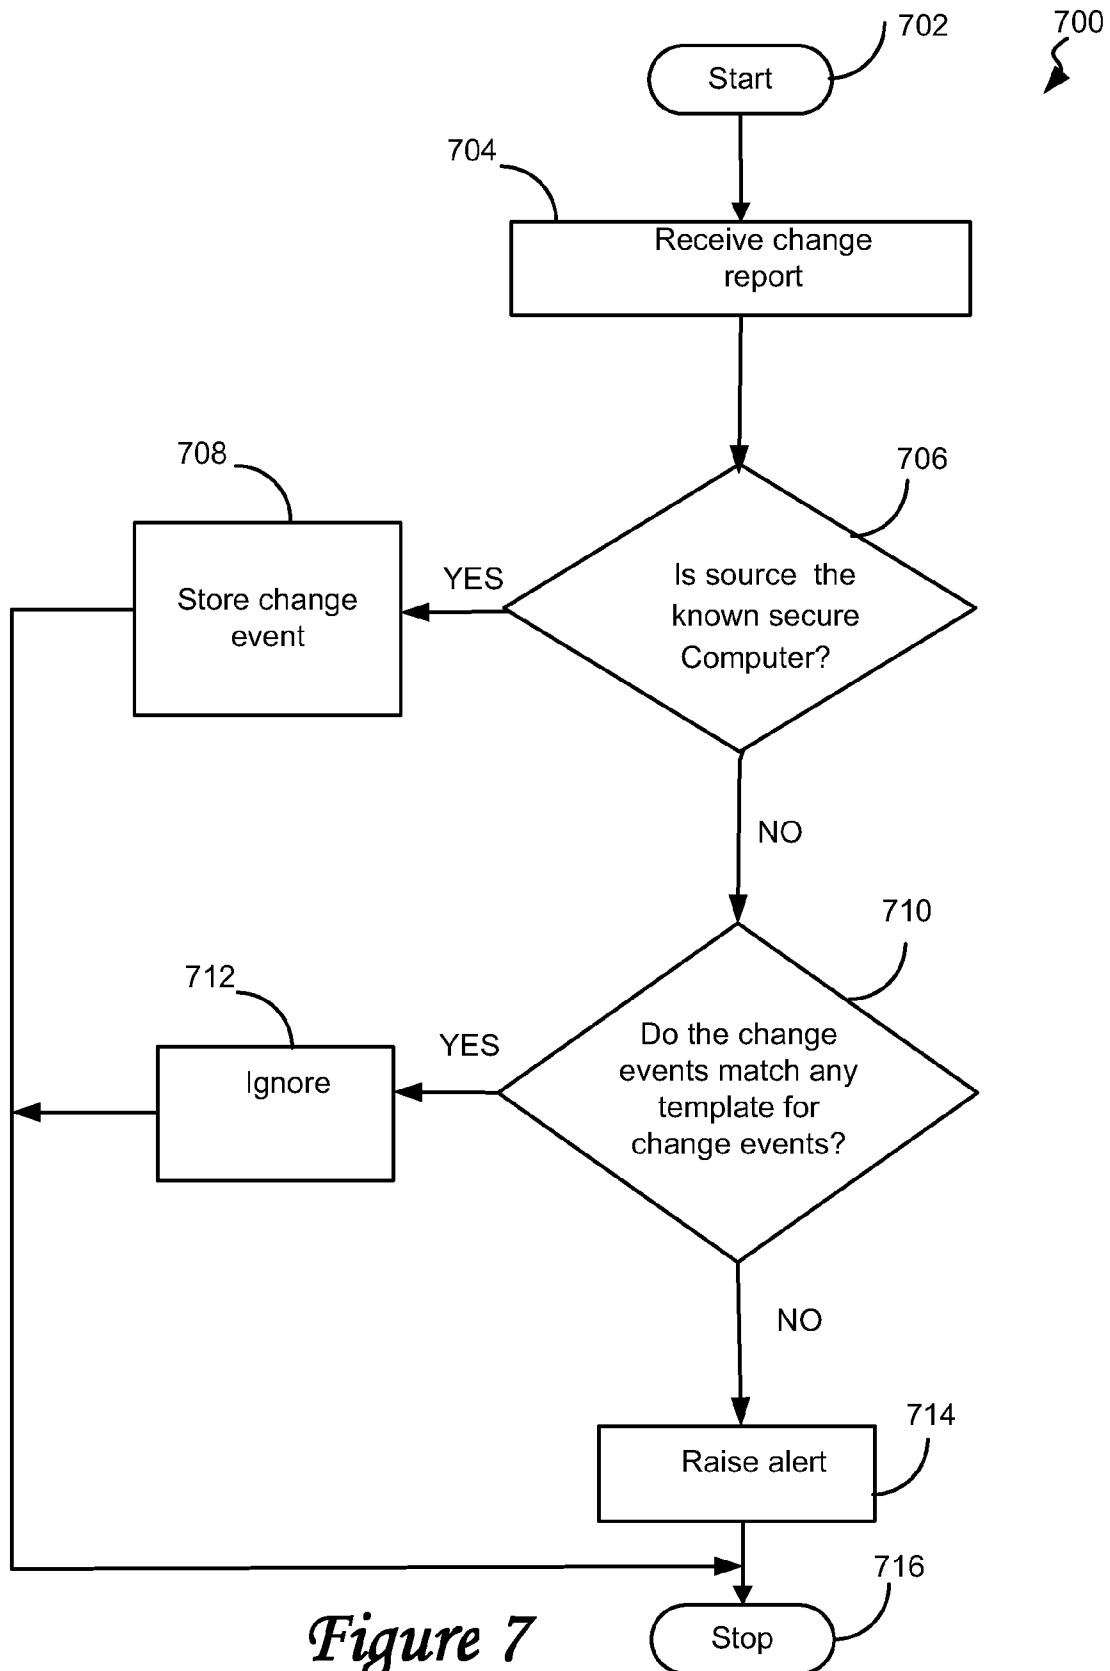 702
700
Start
704
Receive change
report
708
706
YES
Is source the
known secure
Computer?
Store change
event
NO
710
712
YES
Do the change
events match any
template for
change events?
Ignore
NO
714
Raise alert
716
Stop
Figure 7